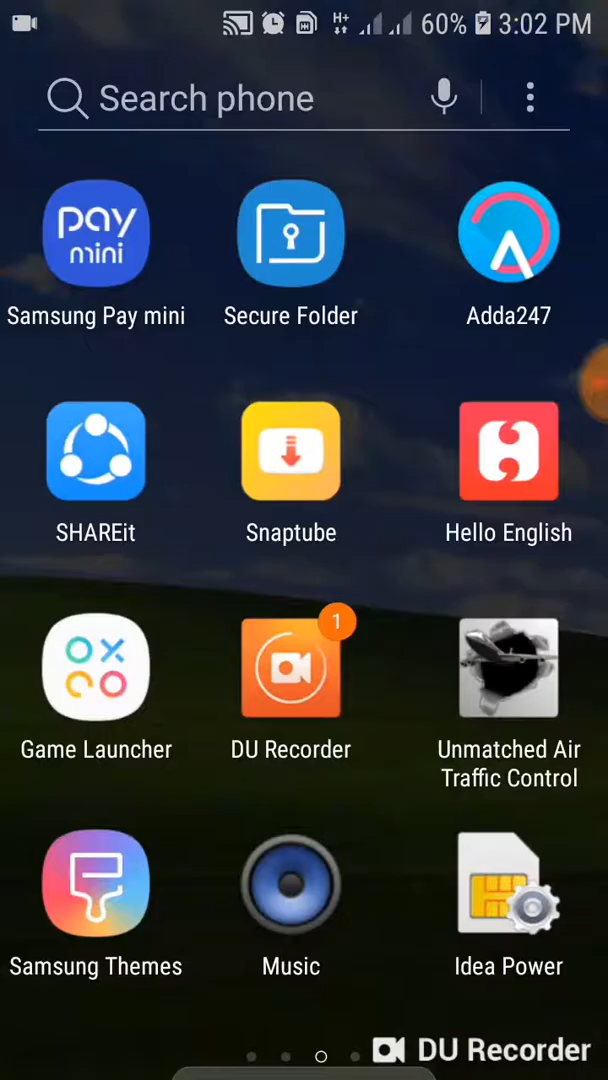 H+ 60% 3:02 PM
Search phone
pay
mini
Samsung Pay mini Secure Folder Adda247
SHAREit Snaptube Hello English
1
Game Launcher DU Recorder Unmatched Air
Traffic Control
Samsung Themes Music Idea Power
DU Recorder